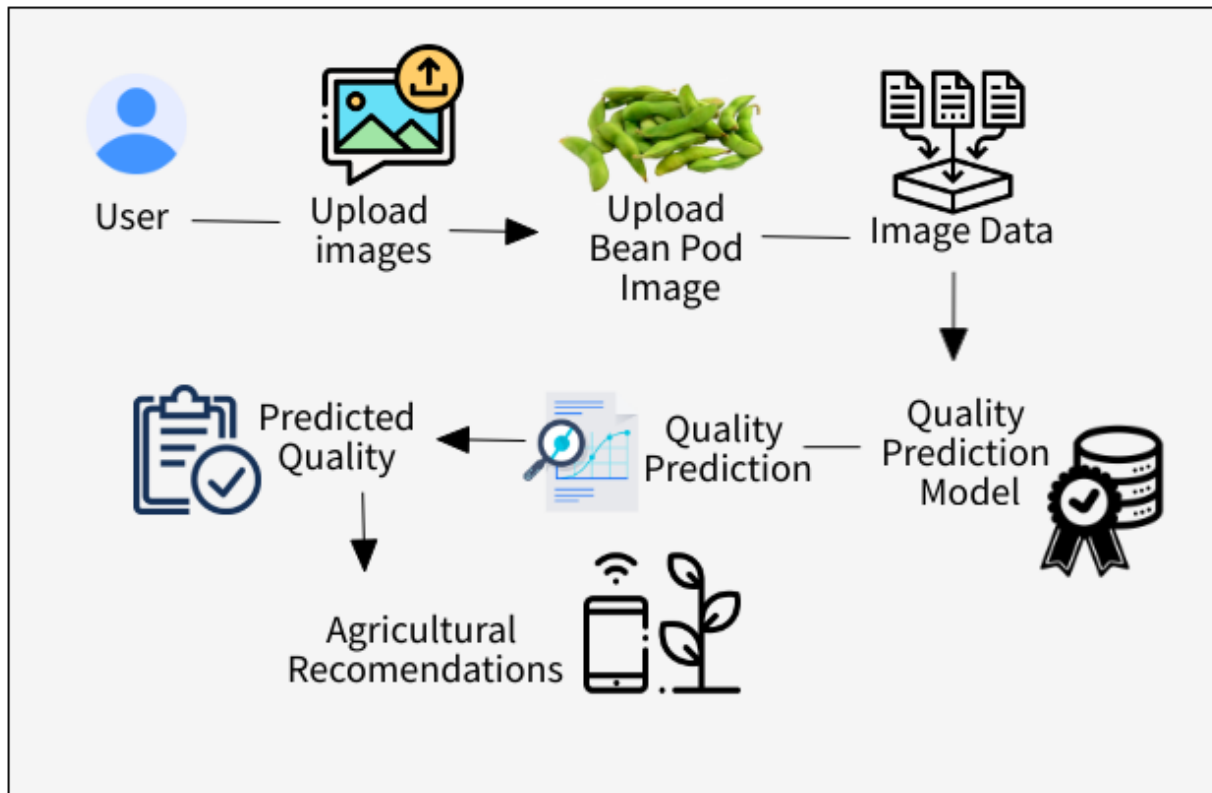 User
Upload
images
Upload
Bean Pod
Image
Image Data
Quality
Prediction
Model
Quality
Prediction
Predicted
Quality
Agricultural
Recomendations